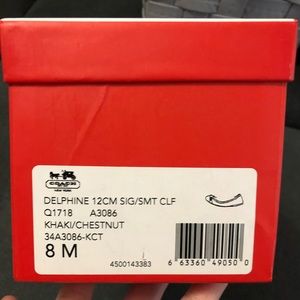 COACH
NEW YORK
DELPHINE 12CM SIG/SMT CLF
Q1718 A3086
KHAKI/CHESTNUT
34A3086-KCT
8 M
4500143383
6 63360 49050 0